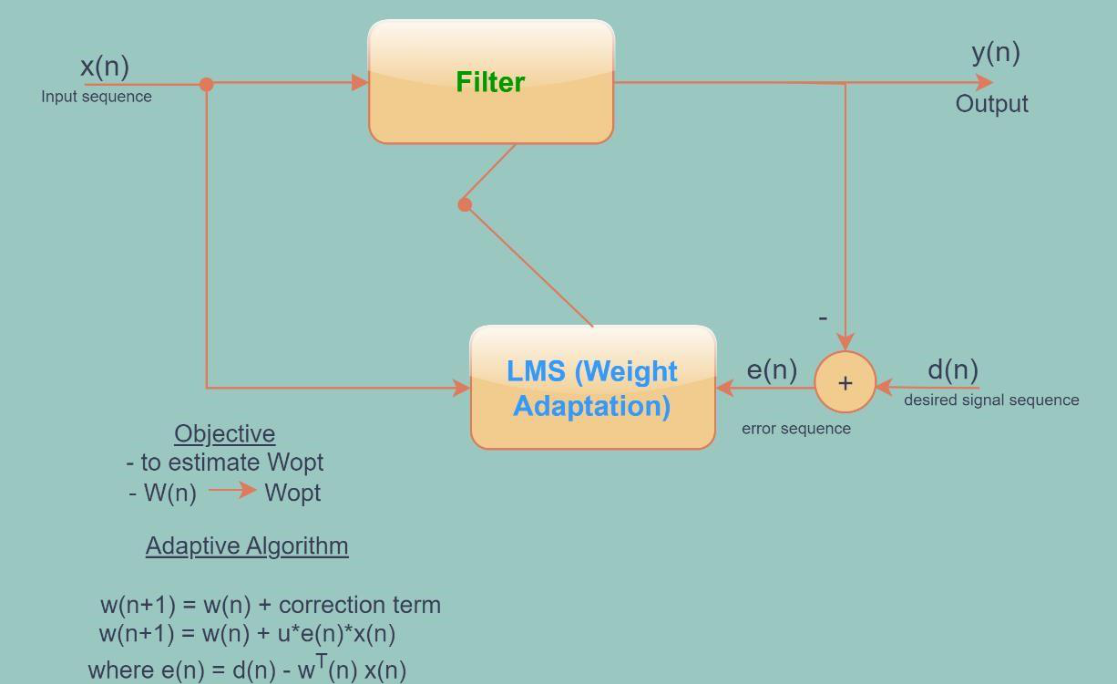 x(n)
Input sequence
Filter
y(n)
Output
-
LMS (Weight
Adaptation)
e(n)
error sequence
+
d(n)
desired signal sequence
Objective
- to estimate Wopt
- W(n) → Wopt
Adaptive Algorithm
w(n+1) = w(n) + correction term
w(n+1) = w(n) + u*e(n)*x(n)
where e(n) = d(n) - wᵀ(n) x(n)